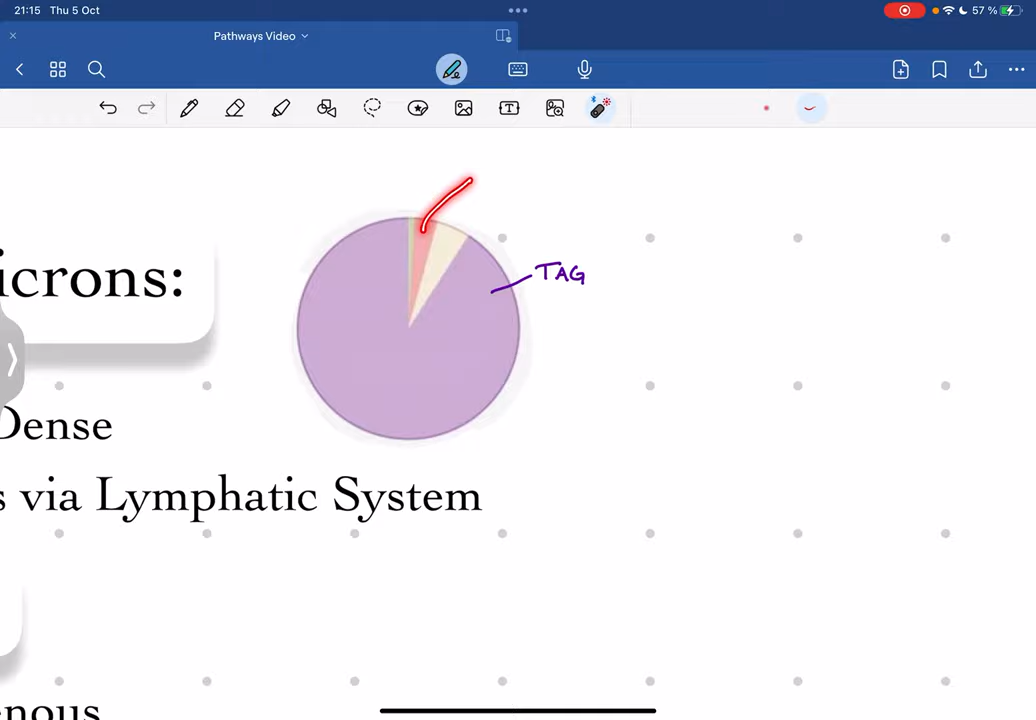 21:15 Thu 5 Oct
57 %
Pathways Video
TAG
icrons:
Dense
s via Lymphatic System
enous